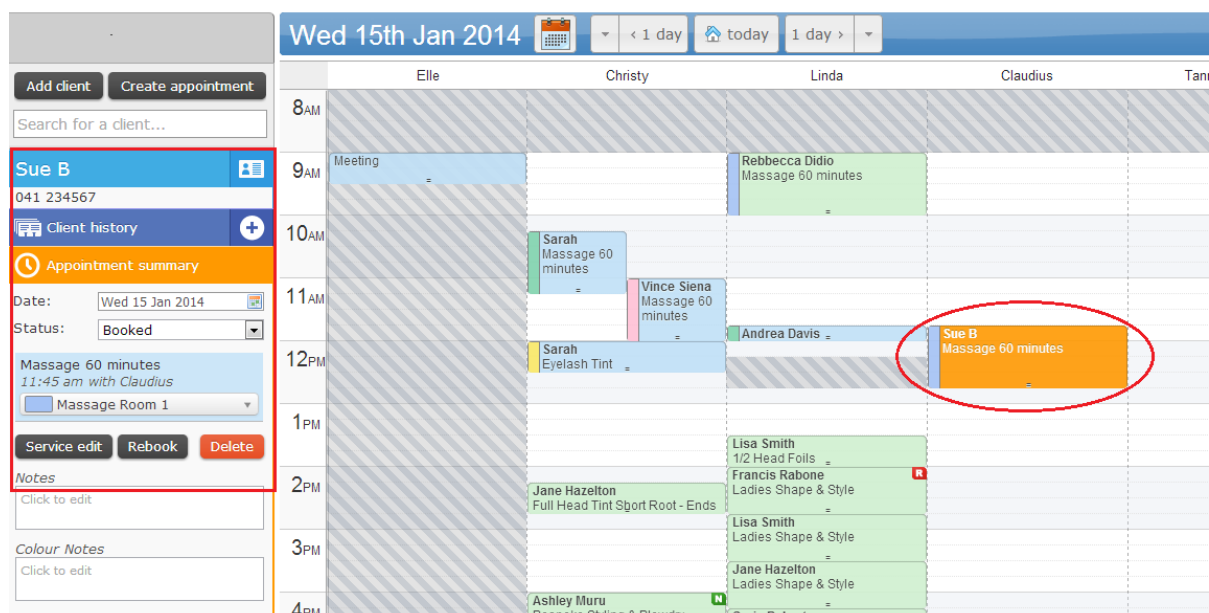 Wed 15th Jan 2014
‹ 1 day
today
1 day ›
Add client
Create appointment
Search for a client...
Sue B
041 234567
Client history
Appointment summary
Date: Wed 15 Jan 2014
Status: Booked
Massage 60 minutes
11:45 am with Claudius
Massage Room 1
Service edit
Rebook
Delete
Notes
Click to edit
Colour Notes
Click to edit
Elle
Christy
Linda
Claudius
8AM
9AM
10AM
11AM
12PM
1PM
2PM
3PM
4PM
Meeting
Sarah
Massage 60
minutes
Vince Siena
Massage 60
minutes
Sarah
Eyelash Tint
Jane Hazelton
Full Head Tint Short Root - Ends
Ashley Muru
N
Rebbecca Didio
Massage 60 minutes
Andrea Davis
Lisa Smith
1/2 Head Foils
Francis Rabone
R
Ladies Shape & Style
Lisa Smith
Ladies Shape & Style
Jane Hazelton
Ladies Shape & Style
Sue B
Massage 60 minutes